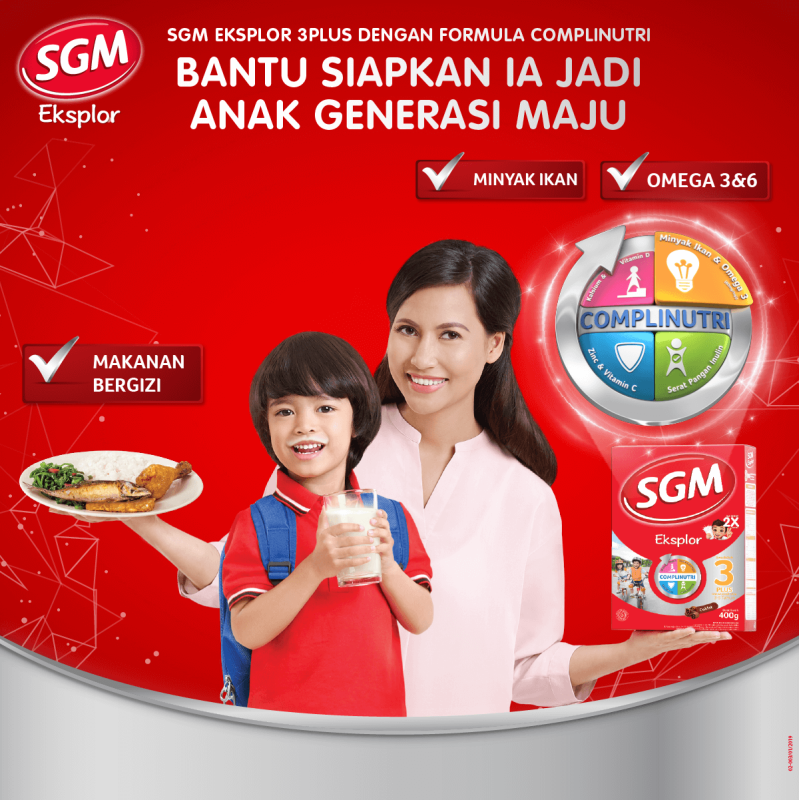 SGM
Eksplor
SGM EKSPLOR 3PLUS DENGAN FORMULA COMPLINUTRI
BANTU SIAPKAN IA JADI
ANAK GENERASI MAJU
MINYAK IKAN
OMEGA 3&6
Kalsium &
Vitamin D
Minyak Ikan & Omega 3
COMPLINUTRI
Zinc & Vitamin C
Serat Pangan Inulin
MAKANAN
BERGIZI
SGM
Eksplor
2X
COMPLINUTRI
3
PLUS
400g